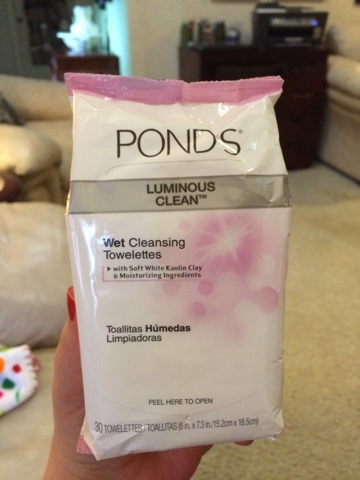 POND'S
LUMINOUS
CLEAN™
Wet Cleansing
Towelettes
▸ with Soft White Kaolin Clay
& Moisturizing Ingredients
Toallitas Húmedas
Limpiadoras
PEEL HERE TO OPEN
30 TOWELETTES/TOALLITAS (6 in. x 7.3 in./15.2cm x 18.5cm)